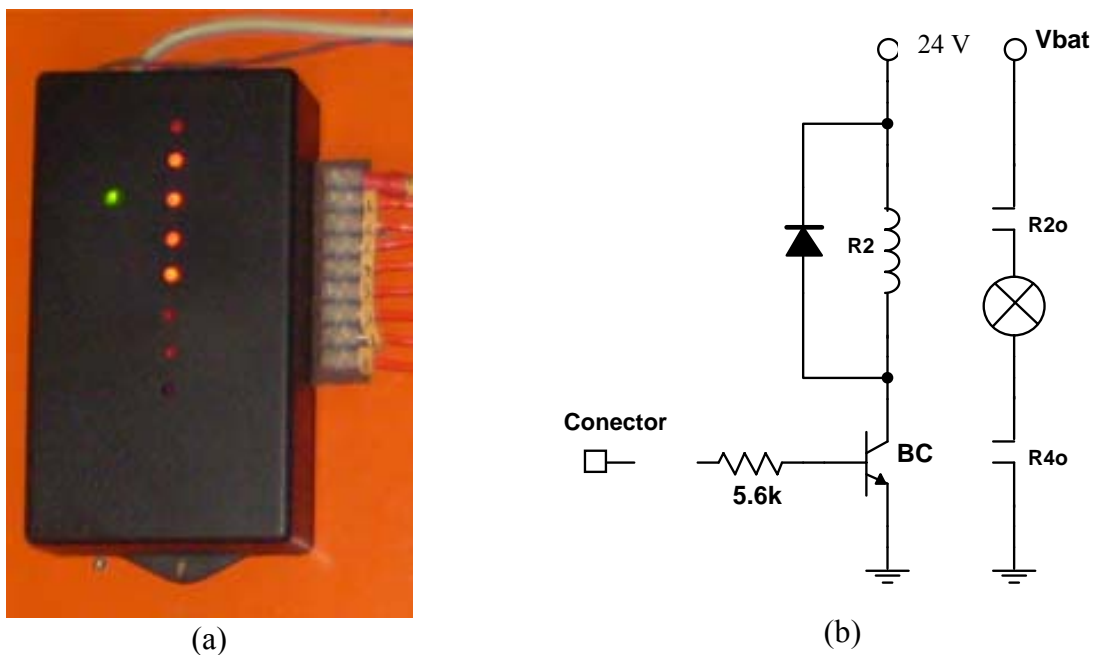 24 V
Vbat
R2
R2o
Conector
BC
R4o
5.6k
(a)
(b)